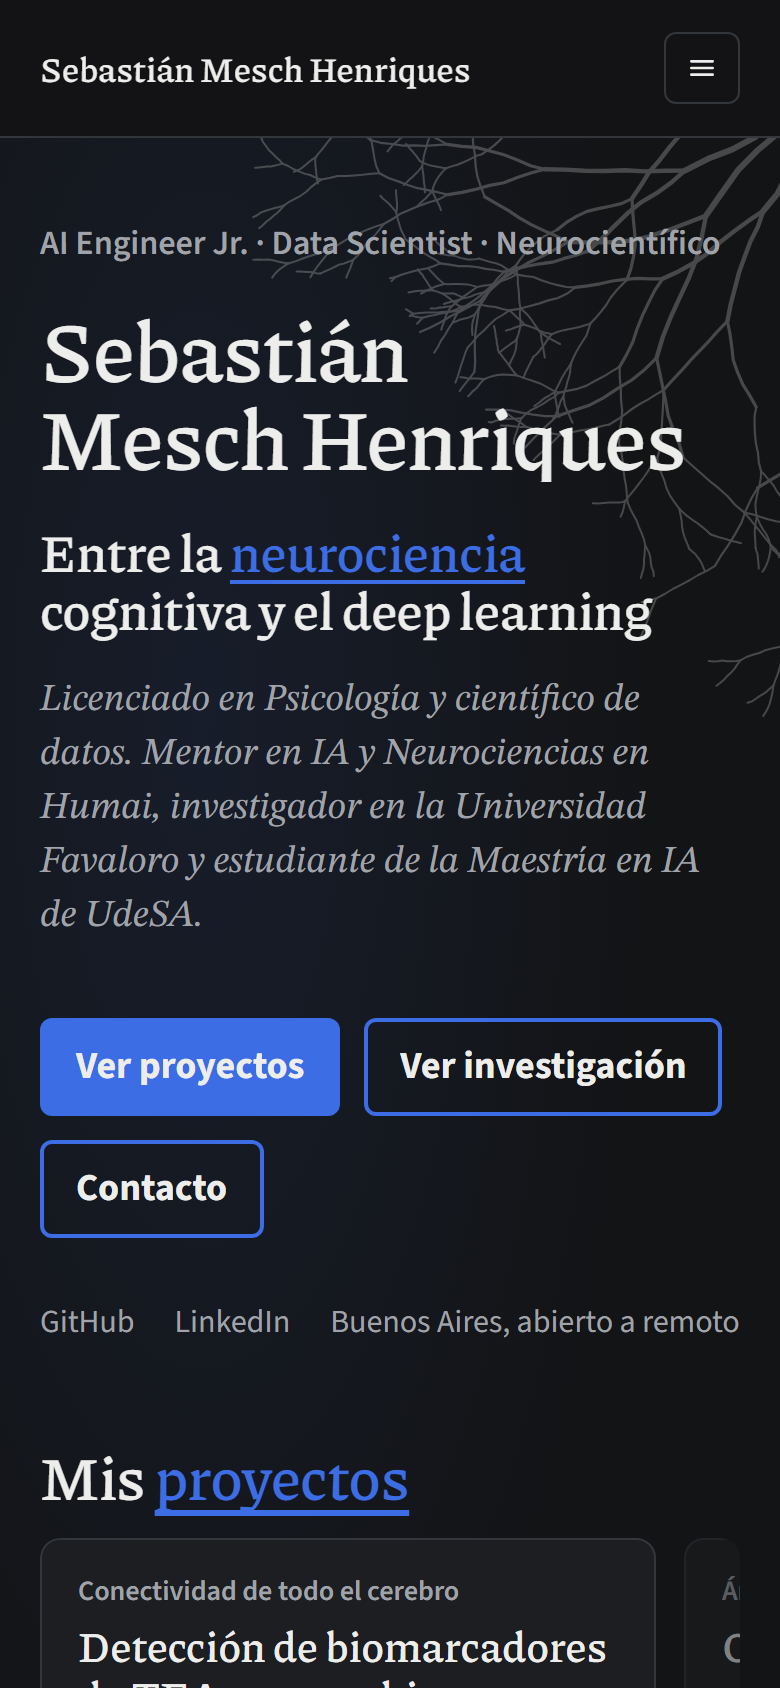 Sebastián Mesch Henriques
AI Engineer Jr. · Data Scientist · Neurocientífico
Sebastián
Mesch Henriques
Entre la neurociencia
cognitiva y el deep learning
Licenciado en Psicología y científico de
datos. Mentor en IA y Neurociencias en
Humai, investigador en la Universidad
Favaloro y estudiante de la Maestría en IA
de UdeSA.
Ver proyectos
Ver investigación
Contacto
GitHub LinkedIn Buenos Aires, abierto a remoto
Mis proyectos
Conectividad de todo el cerebro
Detección de biomarcadores